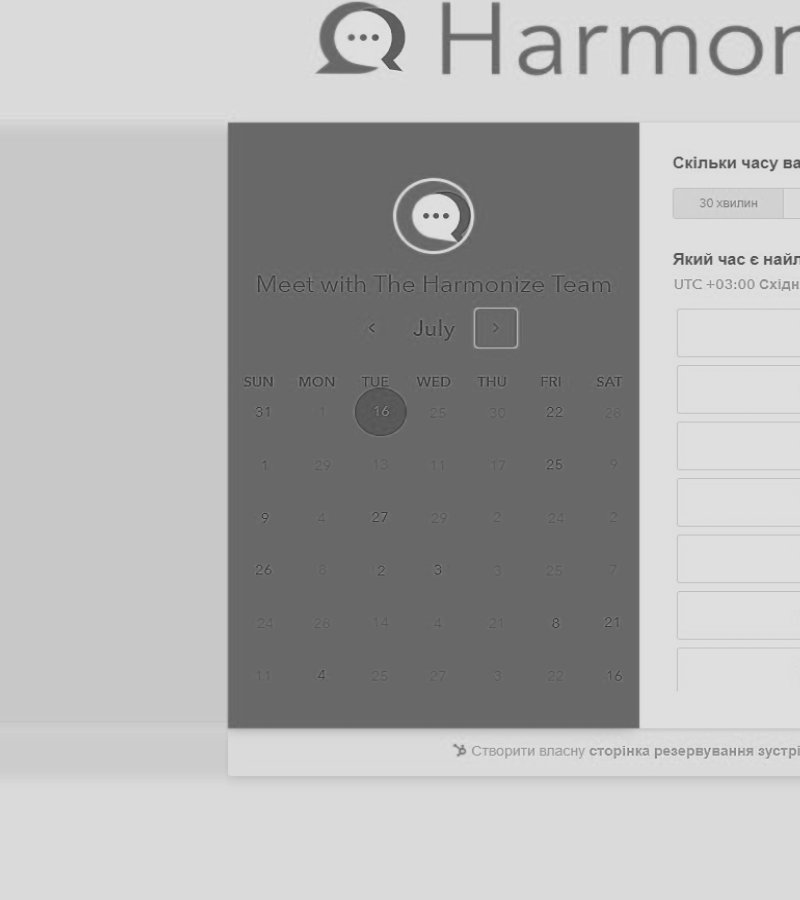 Harmon
Meet with The Harmonize Team
July
SUN MON TUE WED THU FRI SAT
31 1 16 25 30 22 28
1 29 13 11 17 25 9
9 4 27 29 2 24 2
26 8 2 3 3 25 7
24 28 14 4 21 8 21
11 4 25 27 3 22 16
Скільки часу ва
30 хвилин
Який час є найл
UTC +03:00 Східн
Створити власну сторінка резервування зустрі